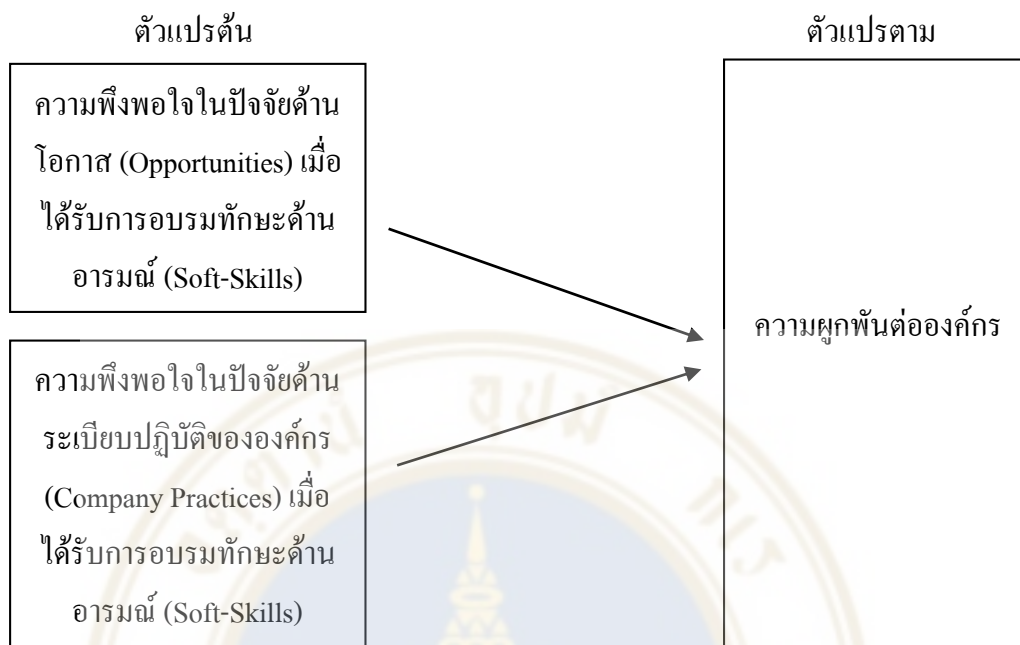 ตัวแปรต้น
ตัวแปรตาม
ความพึงพอใจในปัจจัยด้าน
โอกาส (Opportunities) เมื่อ
ได้รับการอบรมทักษะด้าน
อารมณ์ (Soft-Skills)
ความพึงพอใจในปัจจัยด้าน
ระเบียบปฏิบัติขององค์กร
(Company Practices) เมื่อ
ได้รับการอบรมทักษะด้าน
อารมณ์ (Soft-Skills)
ความผูกพันต่อองค์กร